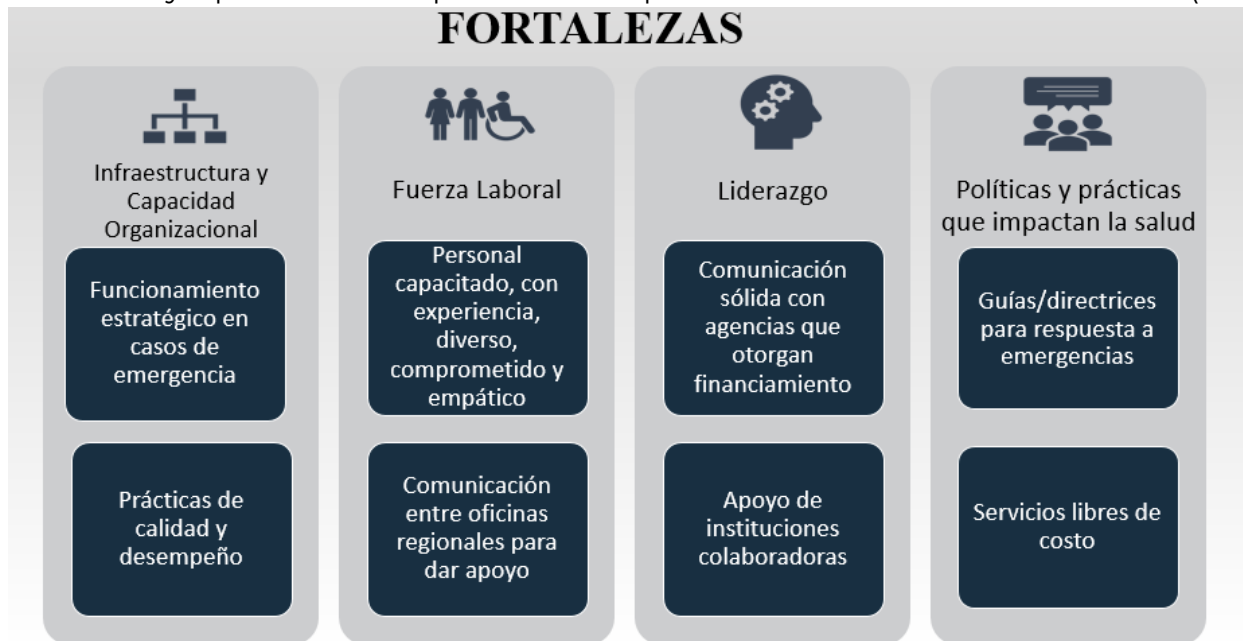 FORTALEZAS
Infraestructura y
Capacidad
Organizacional
Funcionamiento
estratégico en
casos de
emergencia
Prácticas de
calidad y
desempeño
Fuerza Laboral
Personal
capacitado, con
experiencia,
diverso,
comprometido y
empático
Comunicación
entre oficinas
regionales para
dar apoyo
Liderazgo
Comunicación
sólida con
agencias que
otorgan
financiamiento
Apoyo de
instituciones
colaboradoras
Políticas y prácticas
que impactan la salud
Guías/directrices
para respuesta a
emergencias
Servicios libres de
costo